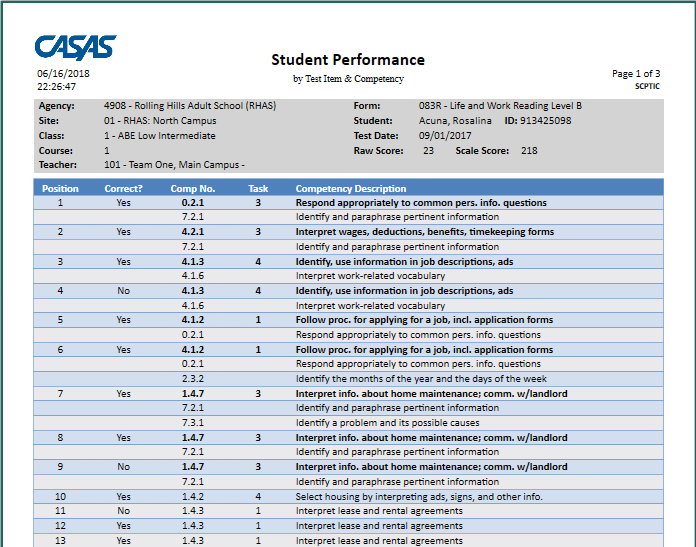 CASAS
Student Performance
by Test Item & Competency
06/16/2018
22:26:47
Page 1 of 3
SCPTIC
Agency: 4908 - Rolling Hills Adult School (RHAS) Form: 083R - Life and Work Reading Level B
Site: 01 - RHAS: North Campus Student: Acuna, Rosalina ID: 913425098
Class: 1 - ABE Low Intermediate Test Date: 09/01/2017
Course: 1 Raw Score: 23 Scale Score: 218
Teacher: 101 - Team One, Main Campus -
Position Correct? Comp No. Task Competency Description
1 Yes 0.2.1 3 Respond appropriately to common pers. info. questions
7.2.1 Identify and paraphrase pertinent information
2 Yes 4.2.1 3 Interpret wages, deductions, benefits, timekeeping forms
7.2.1 Identify and paraphrase pertinent information
3 Yes 4.1.3 4 Identify, use information in job descriptions, ads
4.1.6 Interpret work-related vocabulary
4 No 4.1.3 4 Identify, use information in job descriptions, ads
4.1.6 Interpret work-related vocabulary
5 Yes 4.1.2 1 Follow proc. for applying for a job, incl. application forms
0.2.1 Respond appropriately to common pers. info. questions
6 Yes 4.1.2 1 Follow proc. for applying for a job, incl. application forms
0.2.1 Respond appropriately to common pers. info. questions
2.3.2 Identify the months of the year and the days of the week
7 Yes 1.4.7 3 Interpret info. about home maintenance; comm. w/landlord
7.2.1 Identify and paraphrase pertinent information
7.3.1 Identify a problem and its possible causes
8 Yes 1.4.7 3 Interpret info. about home maintenance; comm. w/landlord
7.2.1 Identify and paraphrase pertinent information
9 No 1.4.7 3 Interpret info. about home maintenance; comm. w/landlord
7.2.1 Identify and paraphrase pertinent information
10 Yes 1.4.2 4 Select housing by interpreting ads, signs, and other info.
11 No 1.4.3 1 Interpret lease and rental agreements
12 Yes 1.4.3 1 Interpret lease and rental agreements
13 Yes 1.4.3 1 Interpret lease and rental agreements